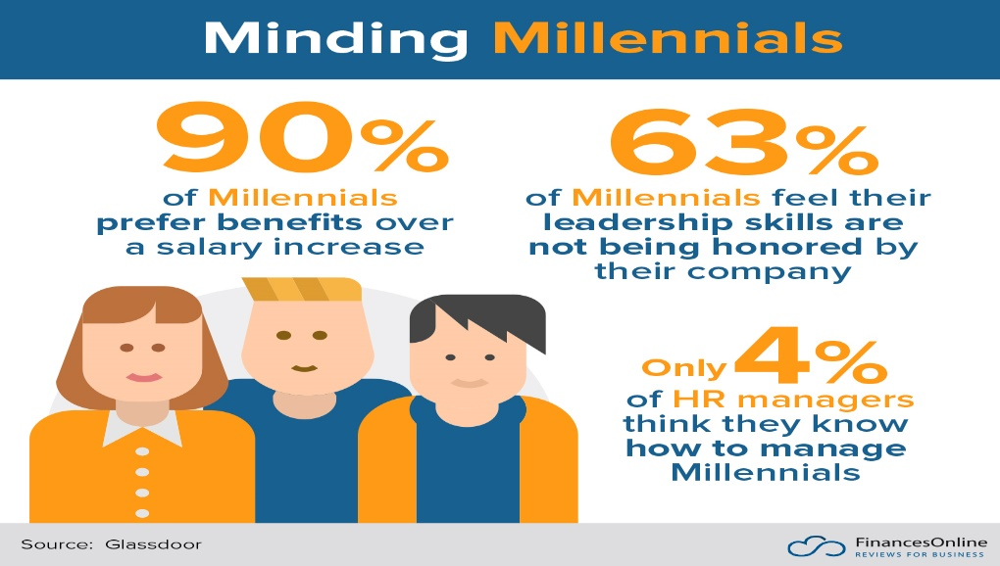 Minding Millennials
90%
of Millennials
prefer benefits over
a salary increase
63%
of Millennials feel their
leadership skills are
not being honored by
their company
Only 4%
of HR managers
think they know
how to manage
Millennials
Source: Glassdoor
FinancesOnline
REVIEWS FOR BUSINESS